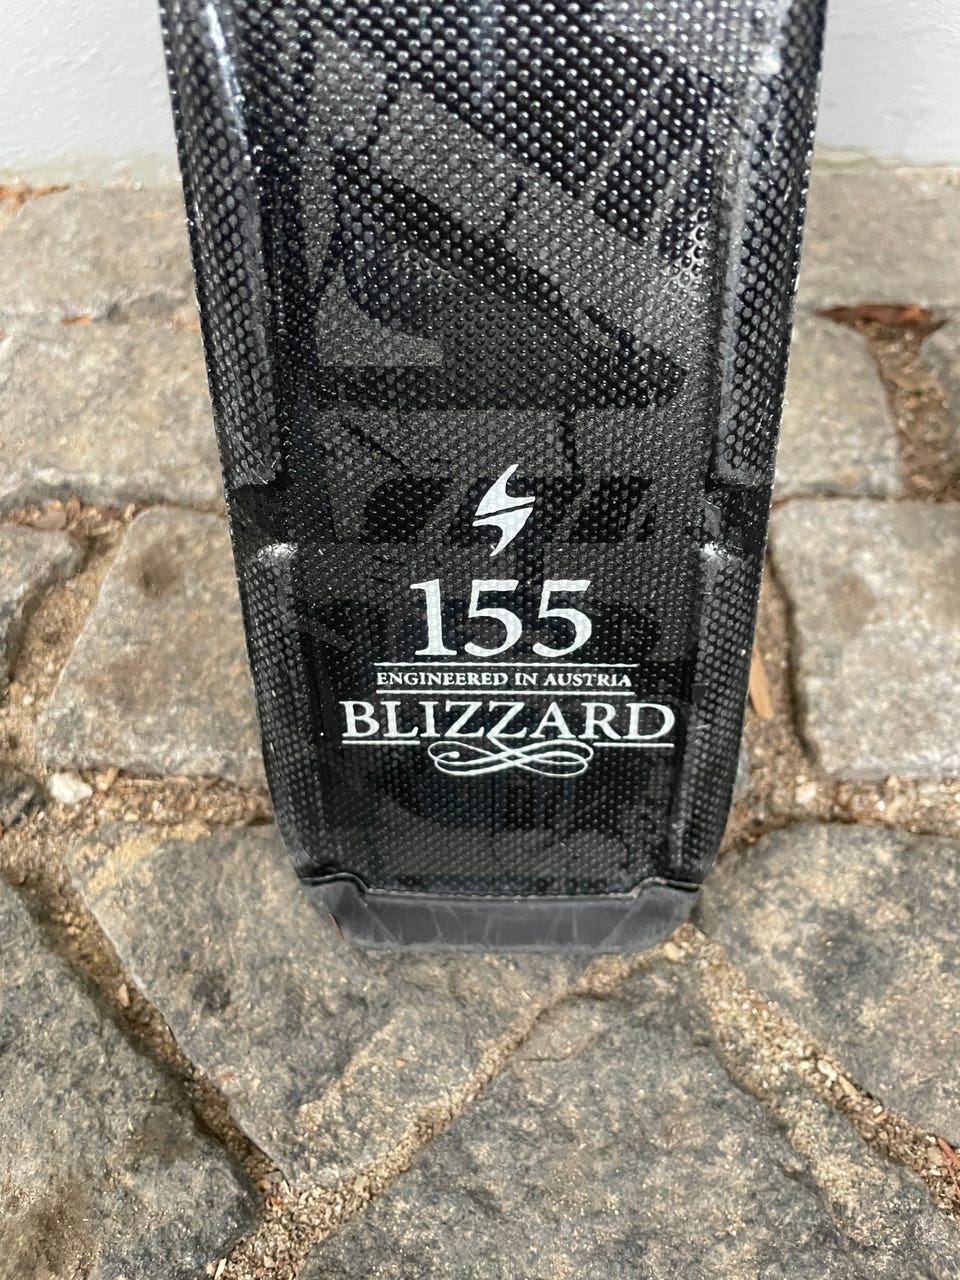 155
ENGINEERED IN AUSTRIA
BLIZZARD